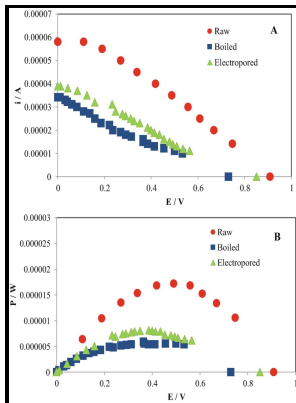 0.00007
0.00006
0.00005
0.00004
0.00003
0.00002
0.00001
0
i / A
A
Raw
Boiled
Electropored
0 0.2 0.4 0.6 0.8 1
E / V
0.00003
0.000025
0.00002
0.000015
0.00001
0.000005
0
P / W
B
Raw
Boiled
Electropored
0 0.2 0.4 0.6 0.8 1
E / V